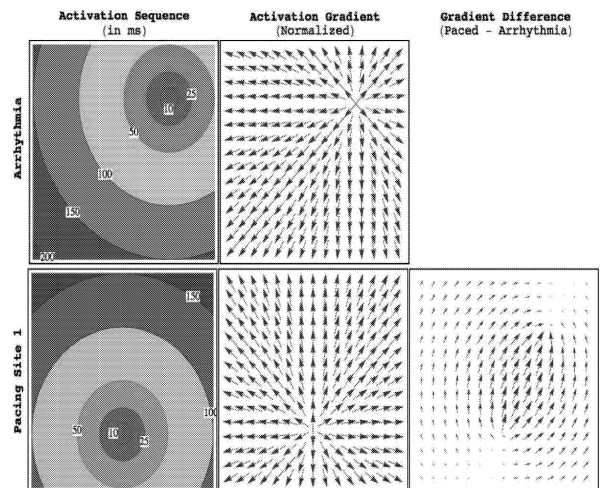 Activation Sequence
(in ms)
Activation Gradient
(Normalized)
Gradient Difference
(Paced - Arrhythmia)
Arrhythmia
10
25
50
100
150
200
Pacing Site 1
150
100
50
10
25